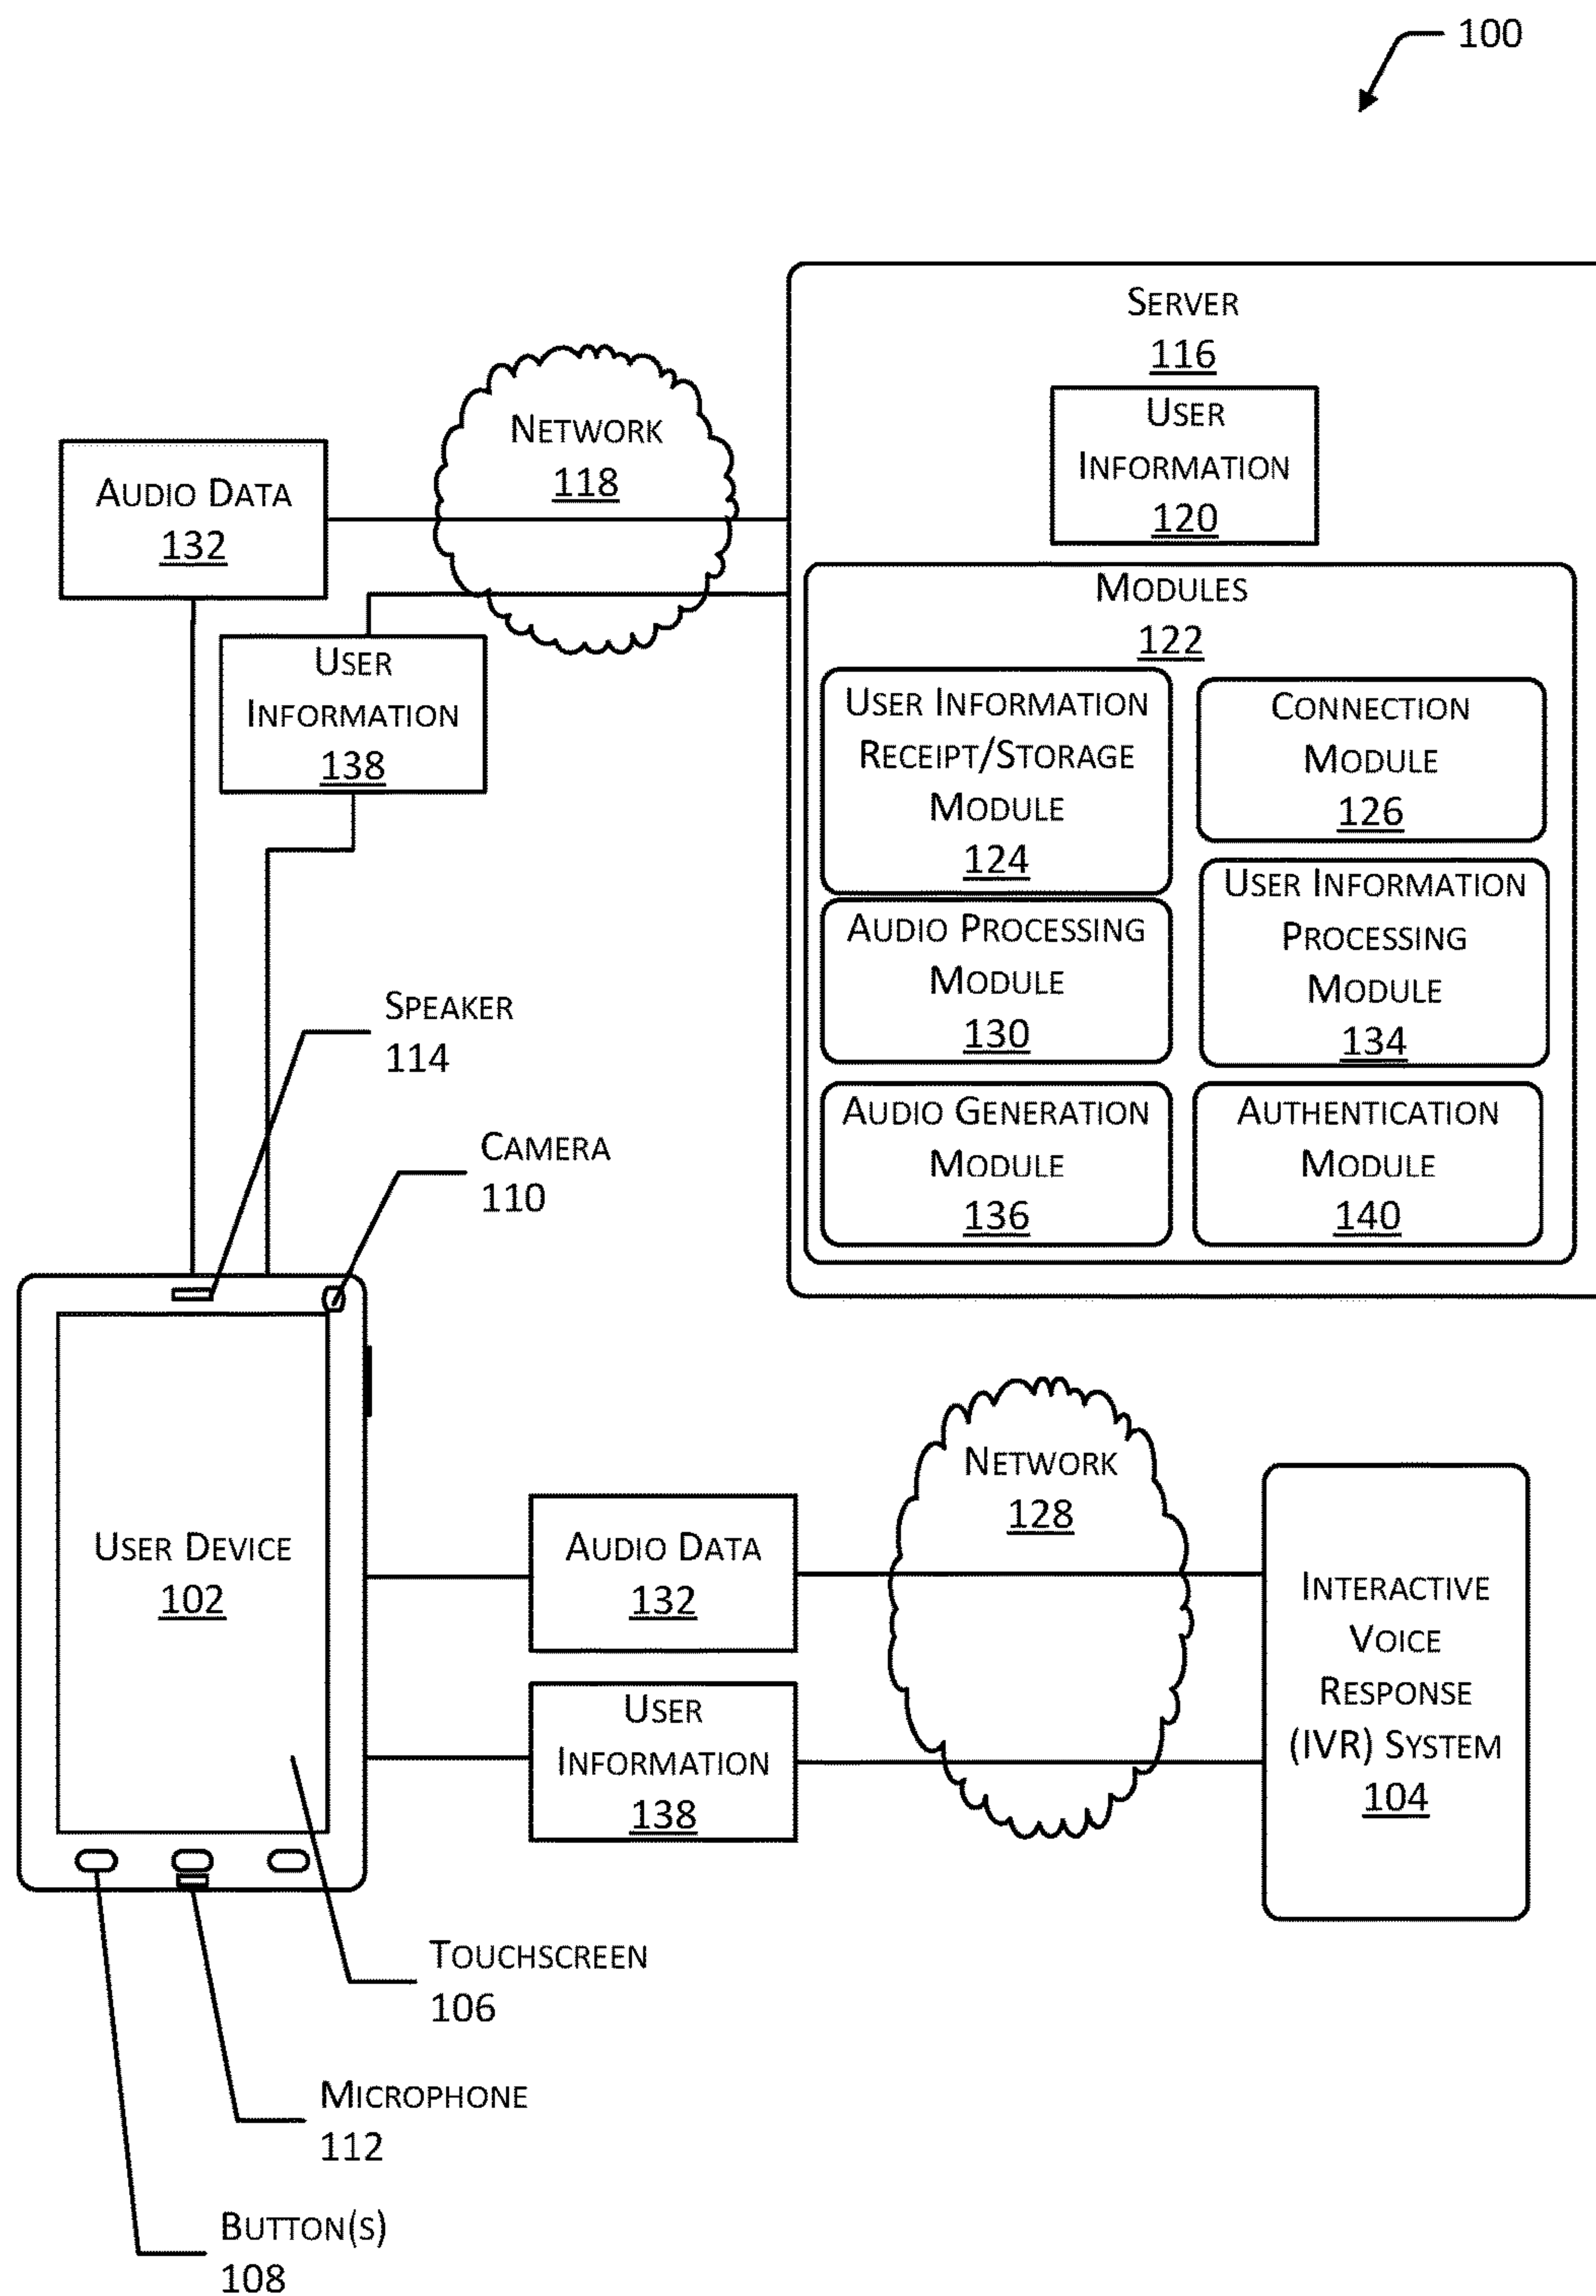 100
SERVER
116
USER
INFORMATION
120
NETWORK
118
AUDIO DATA
132
USER
INFORMATION
138
MODULES
122
USER INFORMATION
RECEIPT/STORAGE
MODULE
124
CONNECTION
MODULE
126
AUDIO PROCESSING
MODULE
130
USER INFORMATION
PROCESSING
MODULE
134
AUDIO GENERATION
MODULE
136
AUTHENTICATION
MODULE
140
SPEAKER
114
CAMERA
110
USER DEVICE
102
AUDIO DATA
132
USER
INFORMATION
138
NETWORK
128
INTERACTIVE
VOICE
RESPONSE
(IVR) SYSTEM
104
TOUCHSCREEN
106
MICROPHONE
112
BUTTON(S)
108